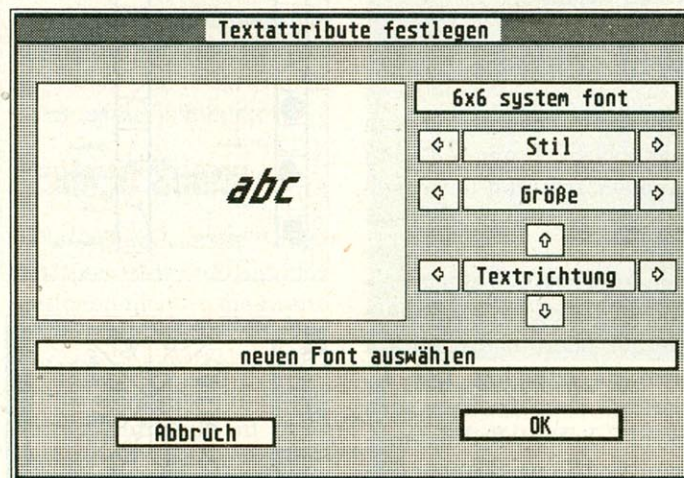 Textattribute festlegen
6x6 system font
Stil
abc
Größe
Textrichtung
neuen Font auswählen
Abbruch
OK